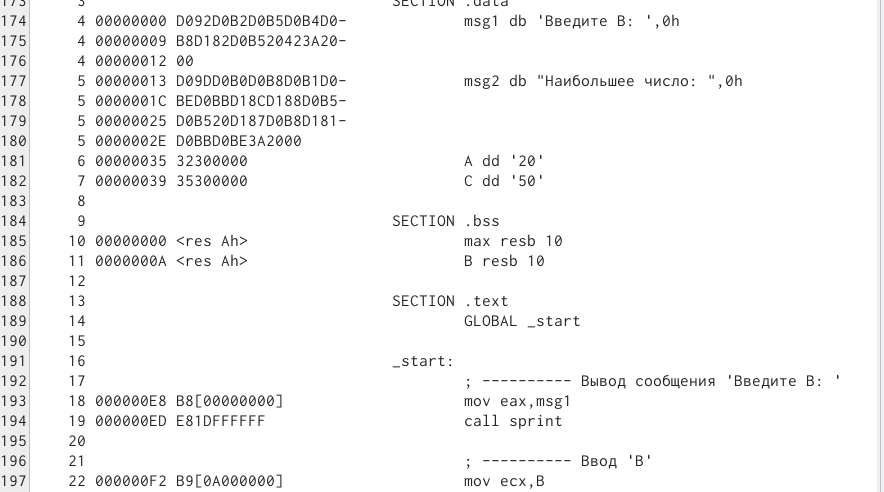 173 3 SECTION .data
174 4 00000000 D092D0B2D0B5D0B4D0- msg1 db 'Введите B: ',0h
175 4 00000009 B8D182D0B520423A20-
176 4 00000012 00
177 5 00000013 D09DD0B0D0B8D0B1D0- msg2 db "Наибольшее число: ",0h
178 5 0000001C BED0BBD18CD188D0B5-
179 5 00000025 D0B520D187D0B8D181-
180 5 0000002E D0BBD0BE3A2000
181 6 00000035 32300000 A dd '20'
182 7 00000039 35300000 C dd '50'
183 8
184 9 SECTION .bss
185 10 00000000 <res Ah> max resb 10
186 11 0000000A <res Ah> B resb 10
187 12
188 13 SECTION .text
189 14 GLOBAL _start
190 15
191 16 _start:
192 17 ; ---------- Вывод сообщения 'Введите B: '
193 18 000000E8 B8[00000000] mov eax,msg1
194 19 000000ED E81DFFFFFF call sprint
195 20
196 21 ; ---------- Ввод 'B'
197 22 000000F2 B9[0A000000] mov ecx,B